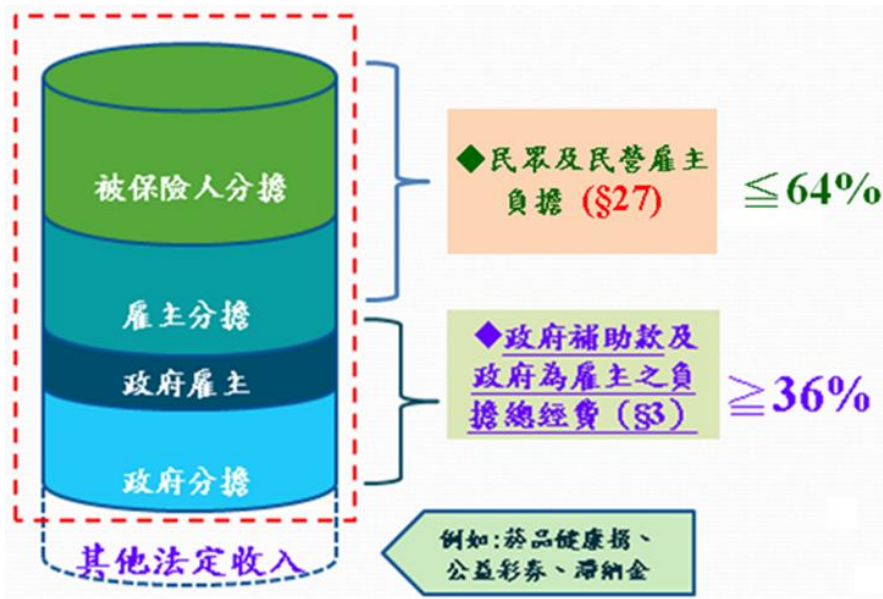 被保險人分擔
雇主分擔
政府雇主
政府分擔
其他法定收入
◆民眾及民營雇主
負擔 (§27)
≦64%
◆政府補助款及
政府為雇主之負
擔總經費 (§3)
≧36%
例如:菸品健康捐、
公益彩券、滯納金